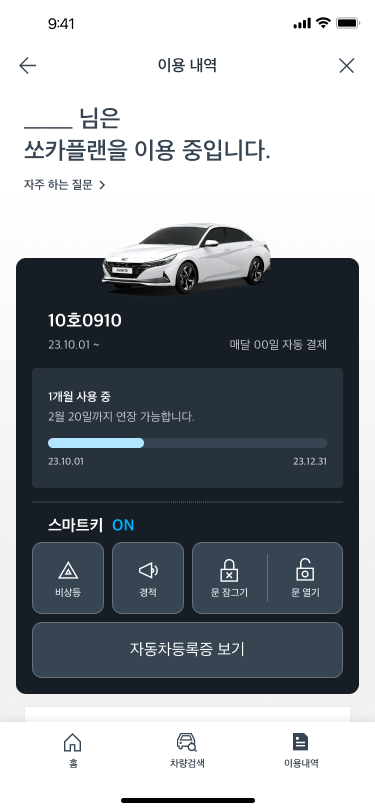 9:41
이용 내역
_____ 님은
쏘카플랜을 이용 중입니다.
자주 하는 질문
10호0910
23.10.01 ~ 매달 00일 자동 결제
1개월 사용 중
2월 20일까지 연장 가능합니다.
23.10.01 23.12.31
스마트키 ON
비상등 경적 문 잠그기 문 열기
자동차등록증 보기
홈 차량검색 이용내역